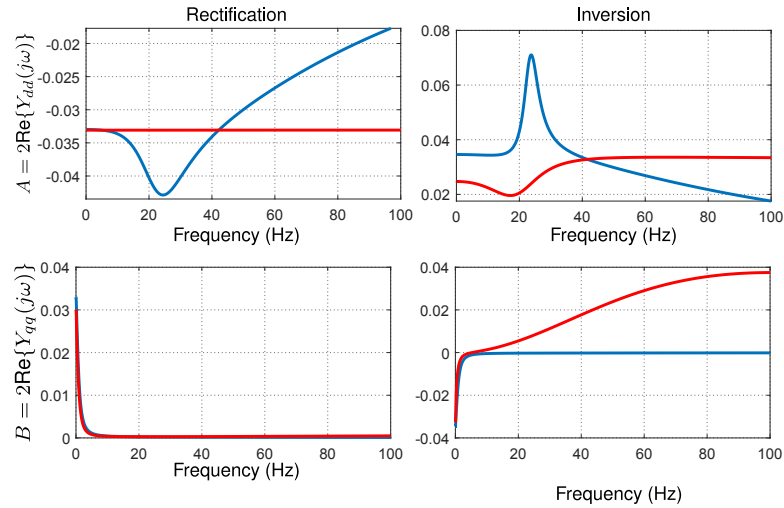 Rectification
Inversion
A = 2Re{Y_dd(jω)}
-0.02
-0.025
-0.03
-0.035
-0.04
0 20 40 60 80 100
Frequency (Hz)
0.08
0.06
0.04
0.02
0 20 40 60 80 100
Frequency (Hz)
B = 2Re{Y_qq(jω)}
0.04
0.03
0.02
0.01
0
0 20 40 60 80 100
Frequency (Hz)
0.04
0.02
0
-0.02
-0.04
0 20 40 60 80 100
Frequency (Hz)